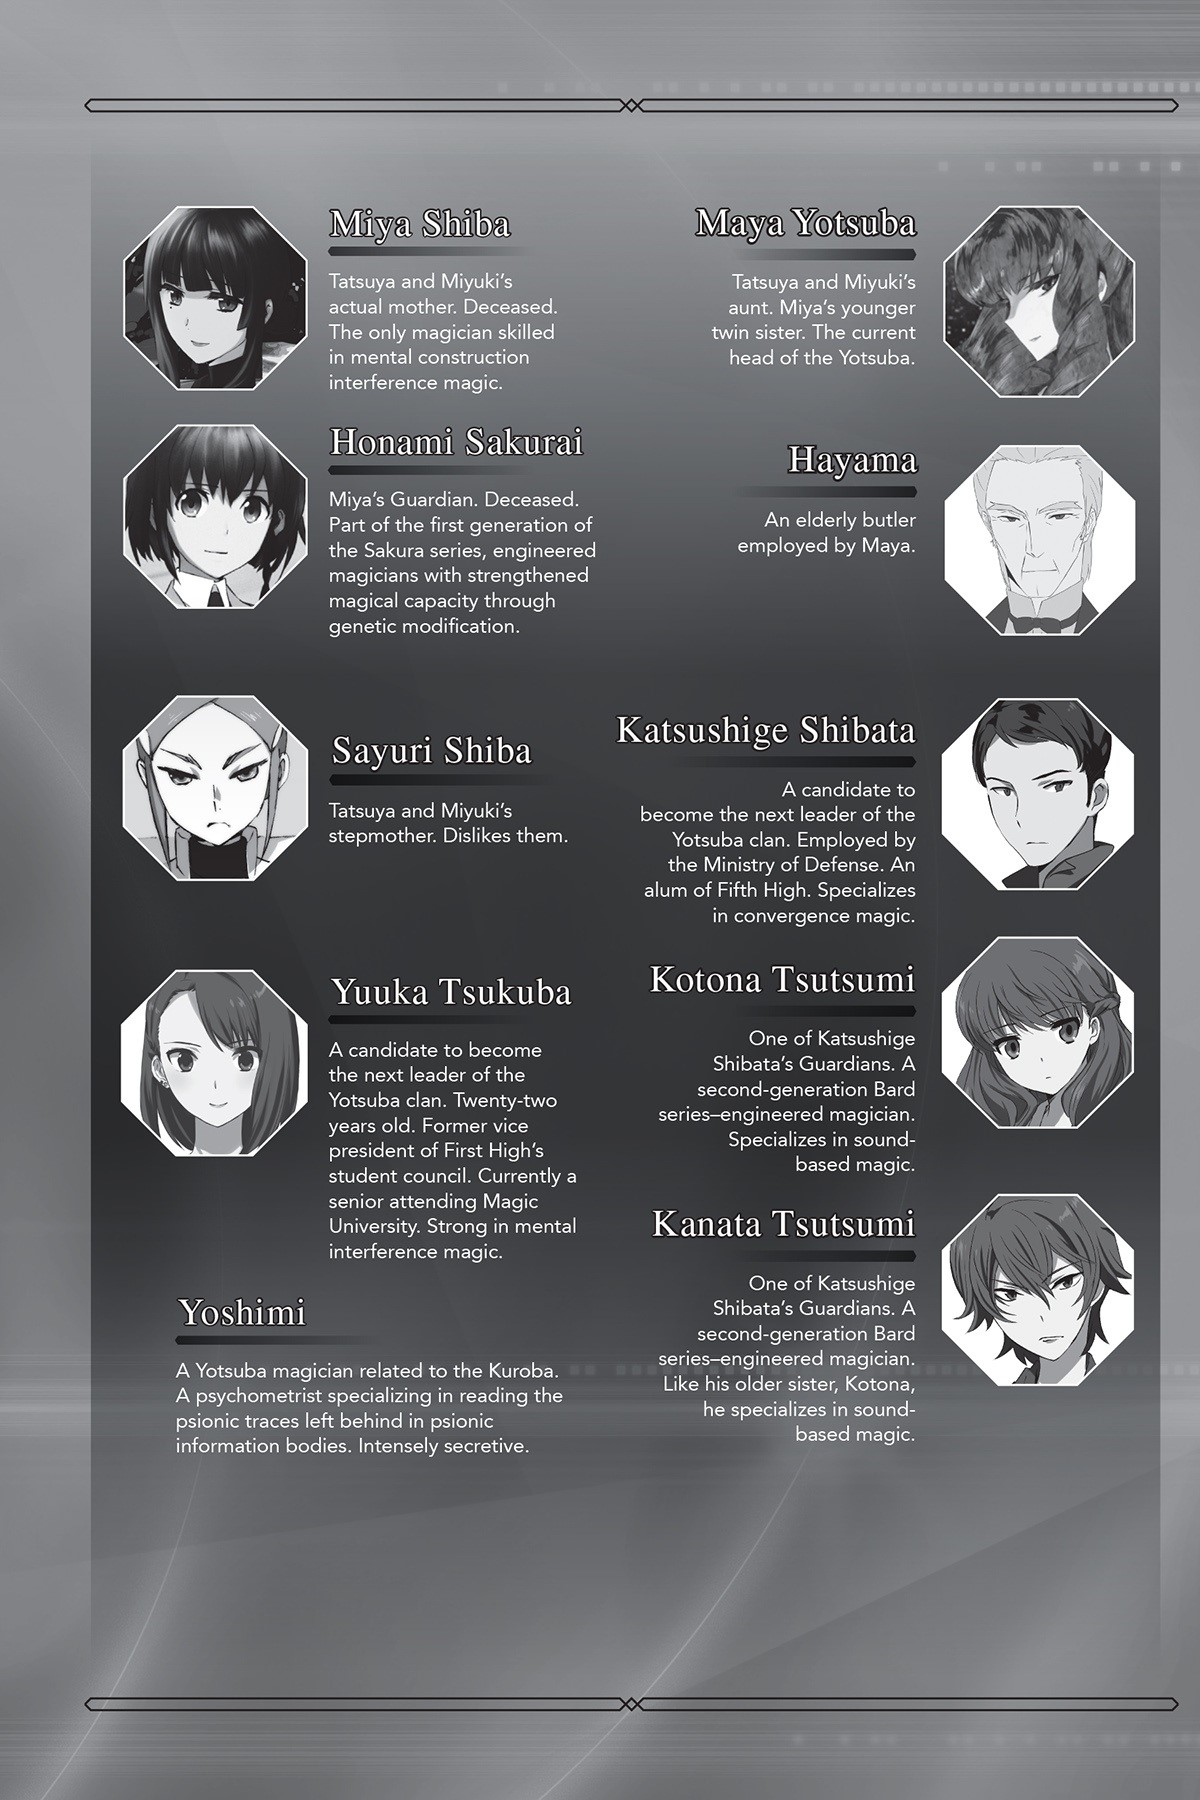 Miya Shiba
Tatsuya and Miyuki’s
actual mother. Deceased.
The only magician skilled
in mental construction
interference magic.
Honami Sakurai
Miya’s Guardian. Deceased.
Part of the first generation of
the Sakura series, engineered
magicians with strengthened
magical capacity through
genetic modification.
Sayuri Shiba
Tatsuya and Miyuki’s
stepmother. Dislikes them.
Yuuka Tsukuba
A candidate to become
the next leader of the
Yotsuba clan. Twenty-two
years old. Former vice
president of First High’s
student council. Currently a
senior attending Magic
University. Strong in mental
interference magic.
Yoshimi
A Yotsuba magician related to the Kuroba.
A psychometrist specializing in reading the
psionic traces left behind in psionic
information bodies. Intensely secretive.
Maya Yotsuba
Tatsuya and Miyuki’s
aunt. Miya’s younger
twin sister. The current
head of the Yotsuba.
Hayama
An elderly butler
employed by Maya.
Katsushige Shibata
A candidate to
become the next leader of the
Yotsuba clan. Employed by
the Ministry of Defense. An
alum of Fifth High. Specializes
in convergence magic.
Kotona Tsutsumi
One of Katsushige
Shibata’s Guardians. A
second-generation Bard
series–engineered magician.
Specializes in sound-
based magic.
Kanata Tsutsumi
One of Katsushige
Shibata’s Guardians. A
second-generation Bard
series–engineered magician.
Like his older sister, Kotona,
he specializes in sound-
based magic.